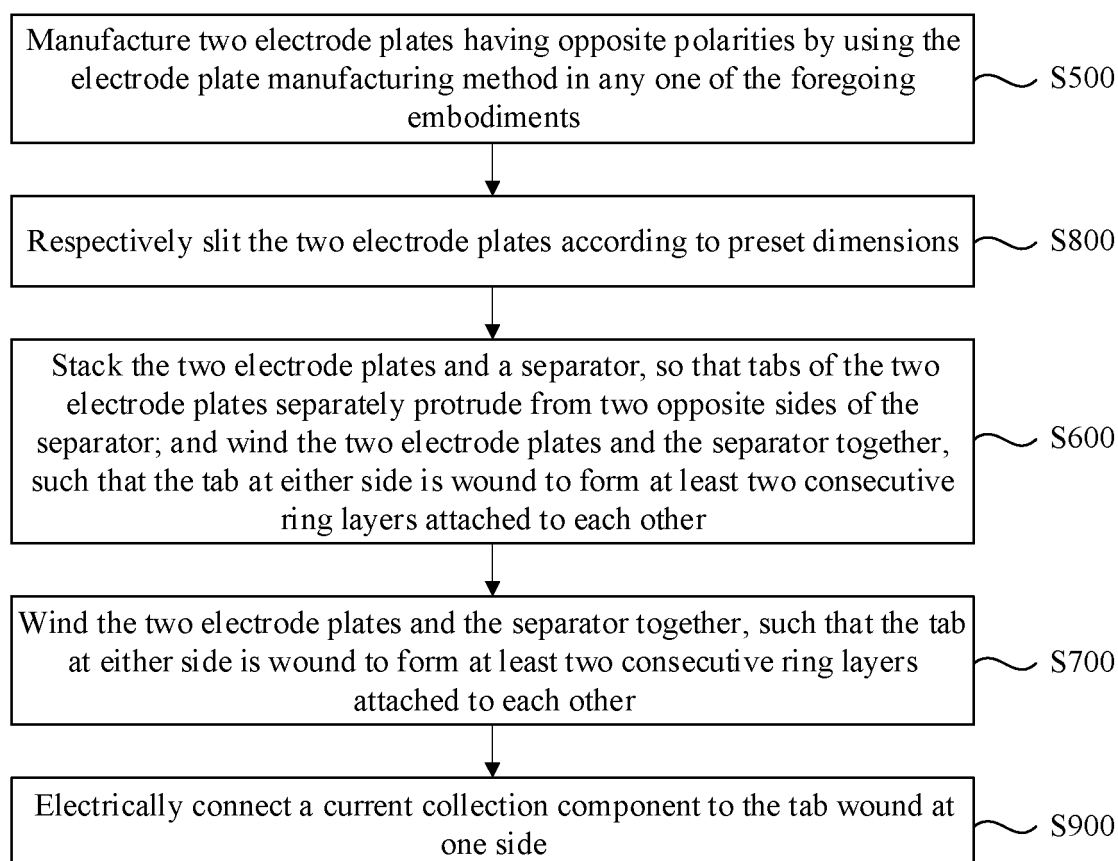 Manufacture two electrode plates having opposite polarities by using the
electrode plate manufacturing method in any one of the foregoing
embodiments
S500
Respectively slit the two electrode plates according to preset dimensions
S800
Stack the two electrode plates and a separator, so that tabs of the two
electrode plates separately protrude from two opposite sides of the
separator; and wind the two electrode plates and the separator together,
such that the tab at either side is wound to form at least two consecutive
ring layers attached to each other
S600
Wind the two electrode plates and the separator together, such that the tab
at either side is wound to form at least two consecutive ring layers
attached to each other
S700
Electrically connect a current collection component to the tab wound at
one side
S900